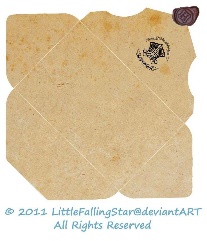 © 2011 LittleFallingStar@deviantART
All Rights Reserved